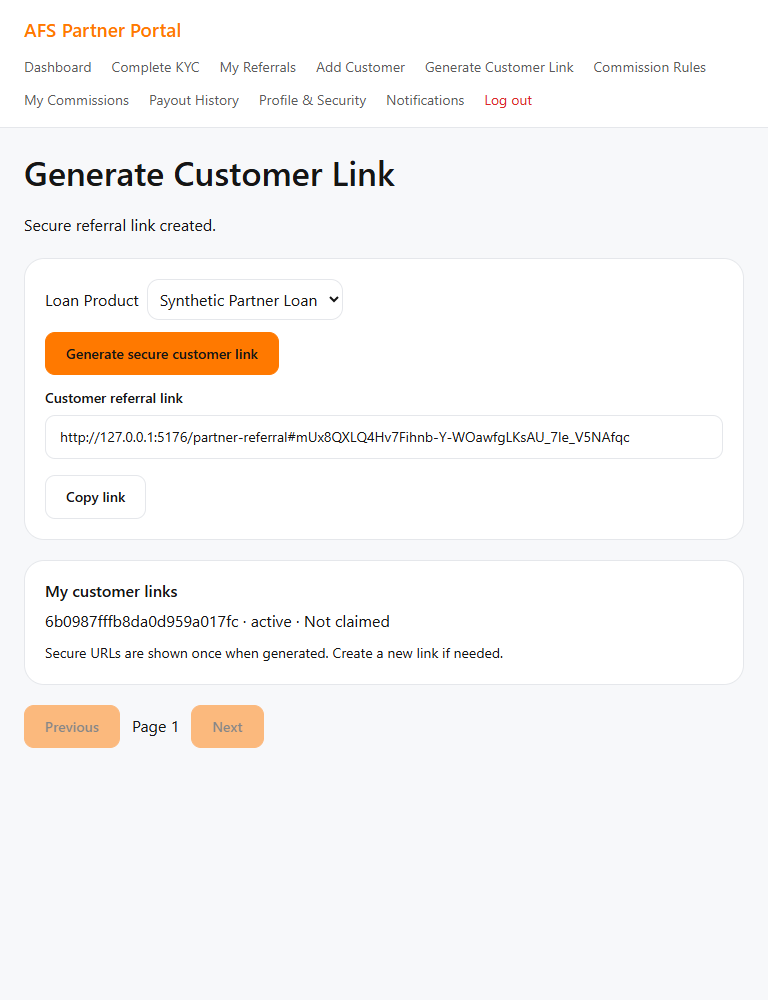 AFS Partner Portal
Dashboard Complete KYC My Referrals Add Customer Generate Customer Link Commission Rules
My Commissions Payout History Profile & Security Notifications Log out
Generate Customer Link
Secure referral link created.
Loan Product Synthetic Partner Loan
Generate secure customer link
Customer referral link
http://127.0.0.1:5176/partner-referral#mUx8QXLQ4Hv7Fihnb-Y-WOawfgLKsAU_7Ie_V5NAfqc
Copy link
My customer links
6b0987fffb8da0d959a017fc · active · Not claimed
Secure URLs are shown once when generated. Create a new link if needed.
Previous Page 1 Next